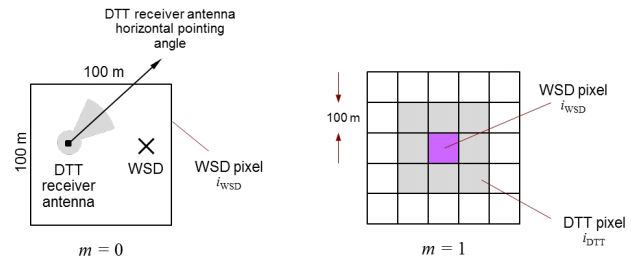 DTT receiver antenna
horizontal pointing
angle
100 m
100 m
DTT
receiver
antenna
WSD
WSD pixel
iWSD
m = 0
100 m
WSD pixel
iWSD
DTT pixel
iDTT
m = 1